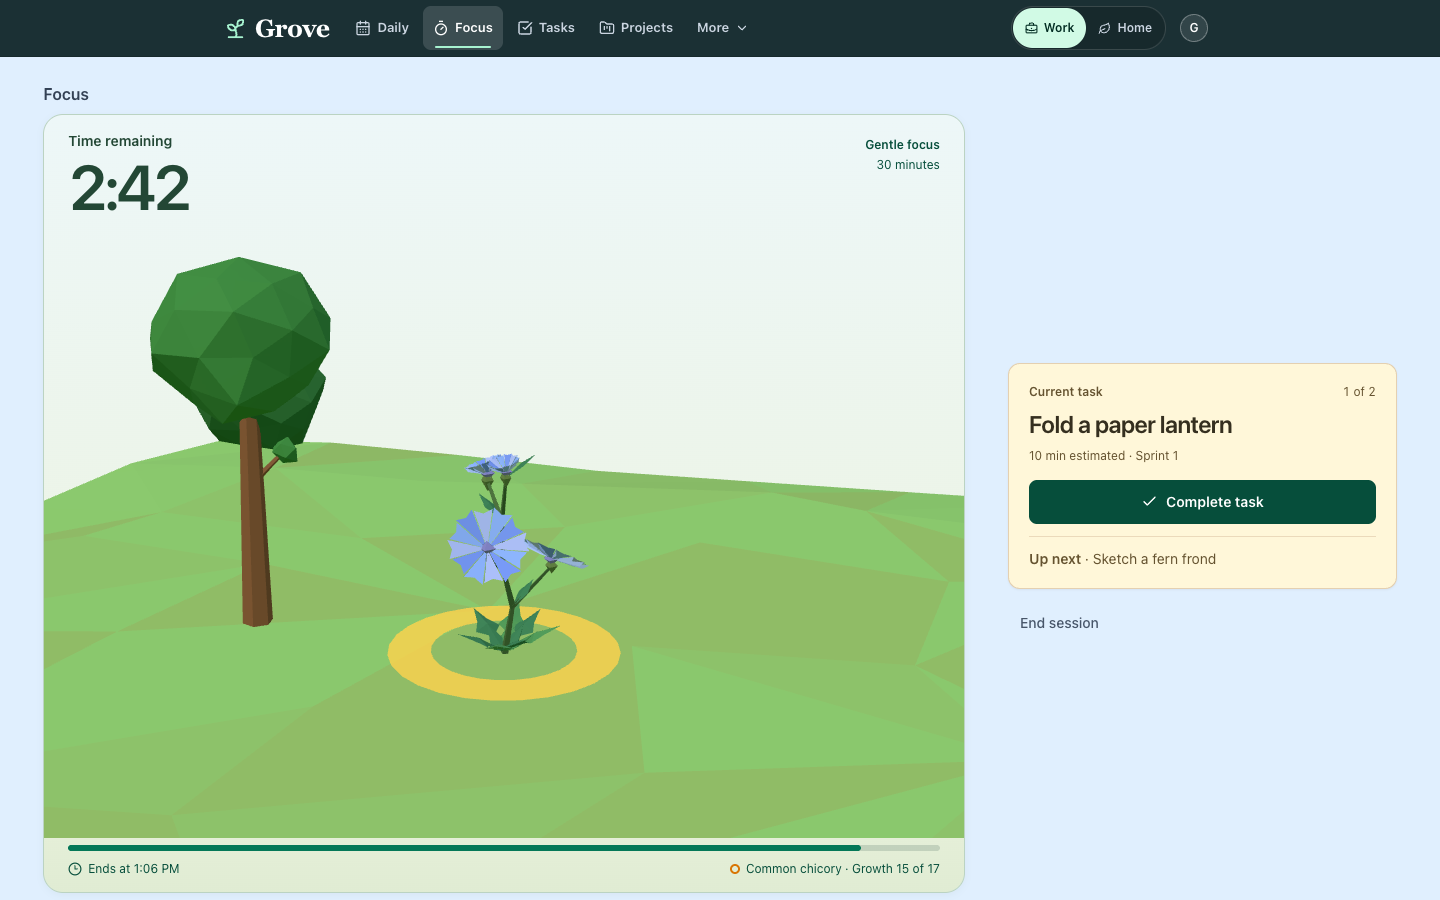 Grove
Daily
Focus
Tasks
Projects
More
Work
Home
G
Focus
Time remaining
2:42
Gentle focus
30 minutes
Current task
1 of 2
Fold a paper lantern
10 min estimated · Sprint 1
Complete task
Up next · Sketch a fern frond
End session
Ends at 1:06 PM
Common chicory · Growth 15 of 17